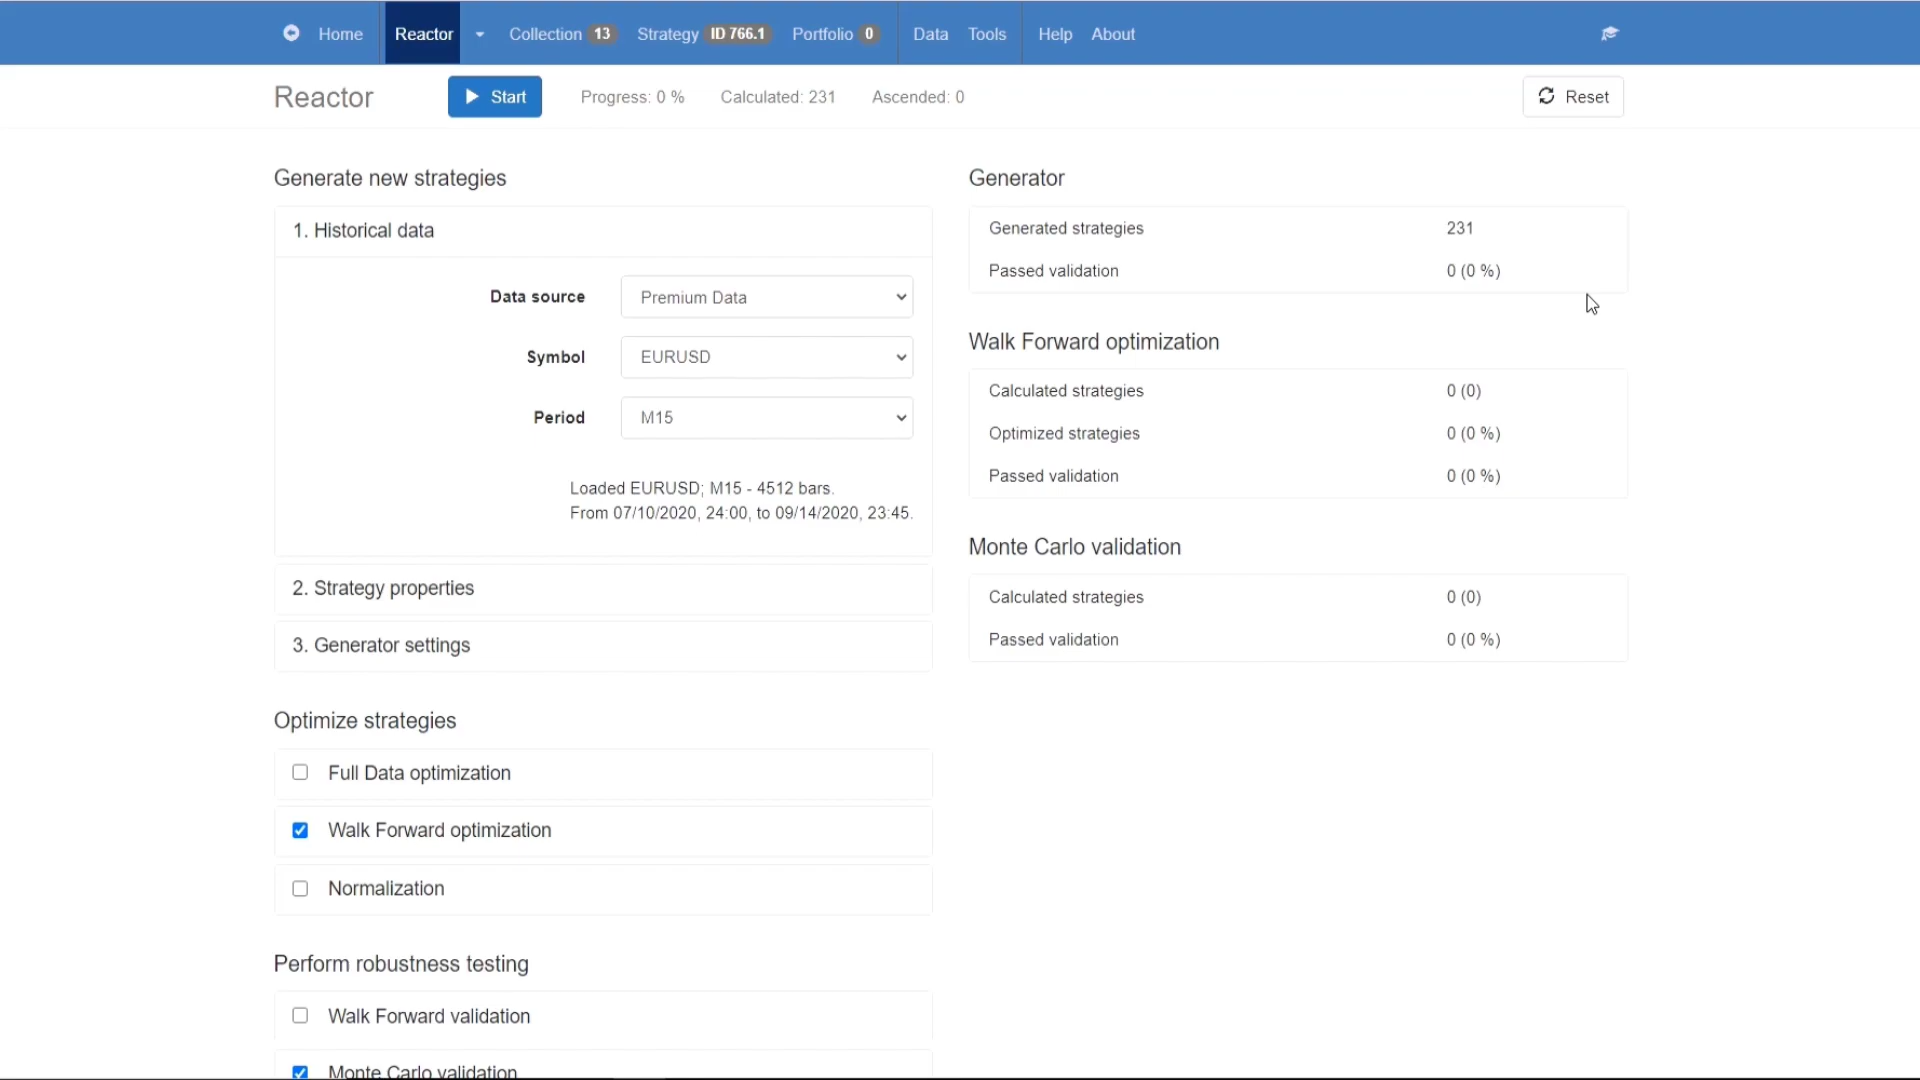 Home Reactor Collection 13 Strategy ID 766.1 Portfolio 0 Data Tools Help About
Reactor Start Progress: 0 % Calculated: 231 Ascended: 0 Reset
Generate new strategies
1. Historical data
Data source Premium Data
Symbol EURUSD
Period M15
Loaded EURUSD; M15 - 4512 bars.
From 07/10/2020, 24:00, to 09/14/2020, 23:45.
2. Strategy properties
3. Generator settings
Optimize strategies
Full Data optimization
Walk Forward optimization
Normalization
Perform robustness testing
Walk Forward validation
Monte Carlo validation
Generator
Generated strategies 231
Passed validation 0 (0 %)
Walk Forward optimization
Calculated strategies 0 (0)
Optimized strategies 0 (0 %)
Passed validation 0 (0 %)
Monte Carlo validation
Calculated strategies 0 (0)
Passed validation 0 (0 %)